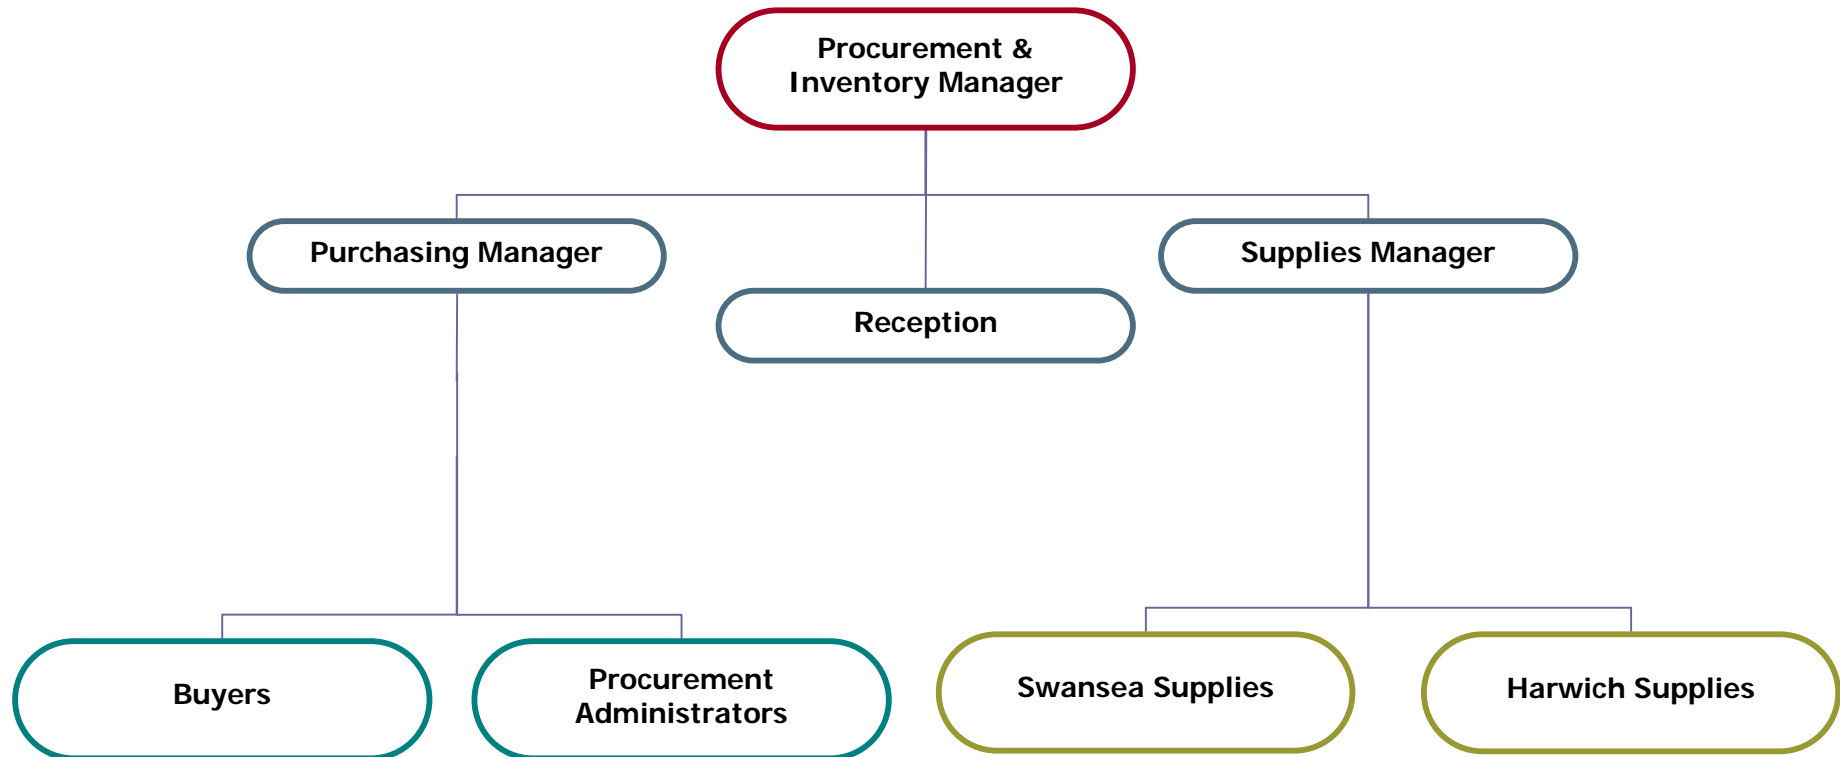 Procurement &
Inventory Manager
Purchasing Manager
Supplies Manager
Reception
Buyers
Procurement
Administrators
Swansea Supplies
Harwich Supplies